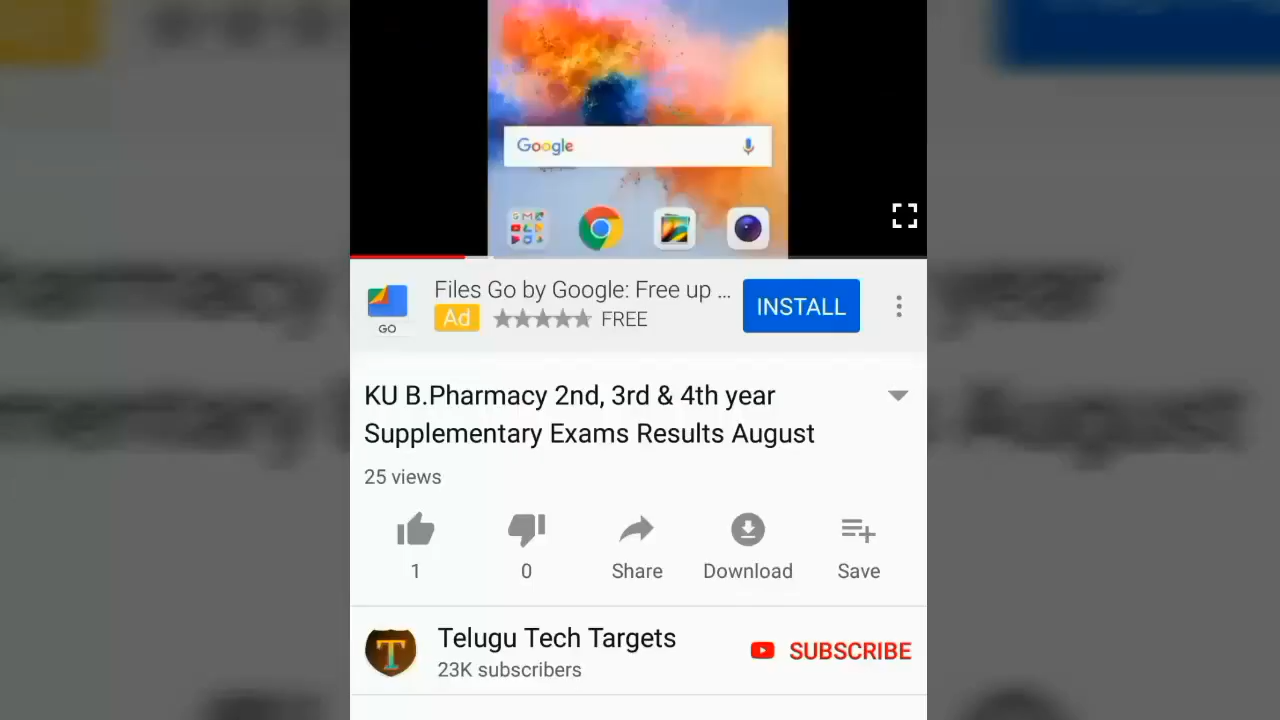 Google
GO
Files Go by Google: Free up ...
Ad
FREE
INSTALL
KU B.Pharmacy 2nd, 3rd & 4th year
Supplementary Exams Results August
25 views
1
0
Share
Download
Save
T
Telugu Tech Targets
23K subscribers
SUBSCRIBE